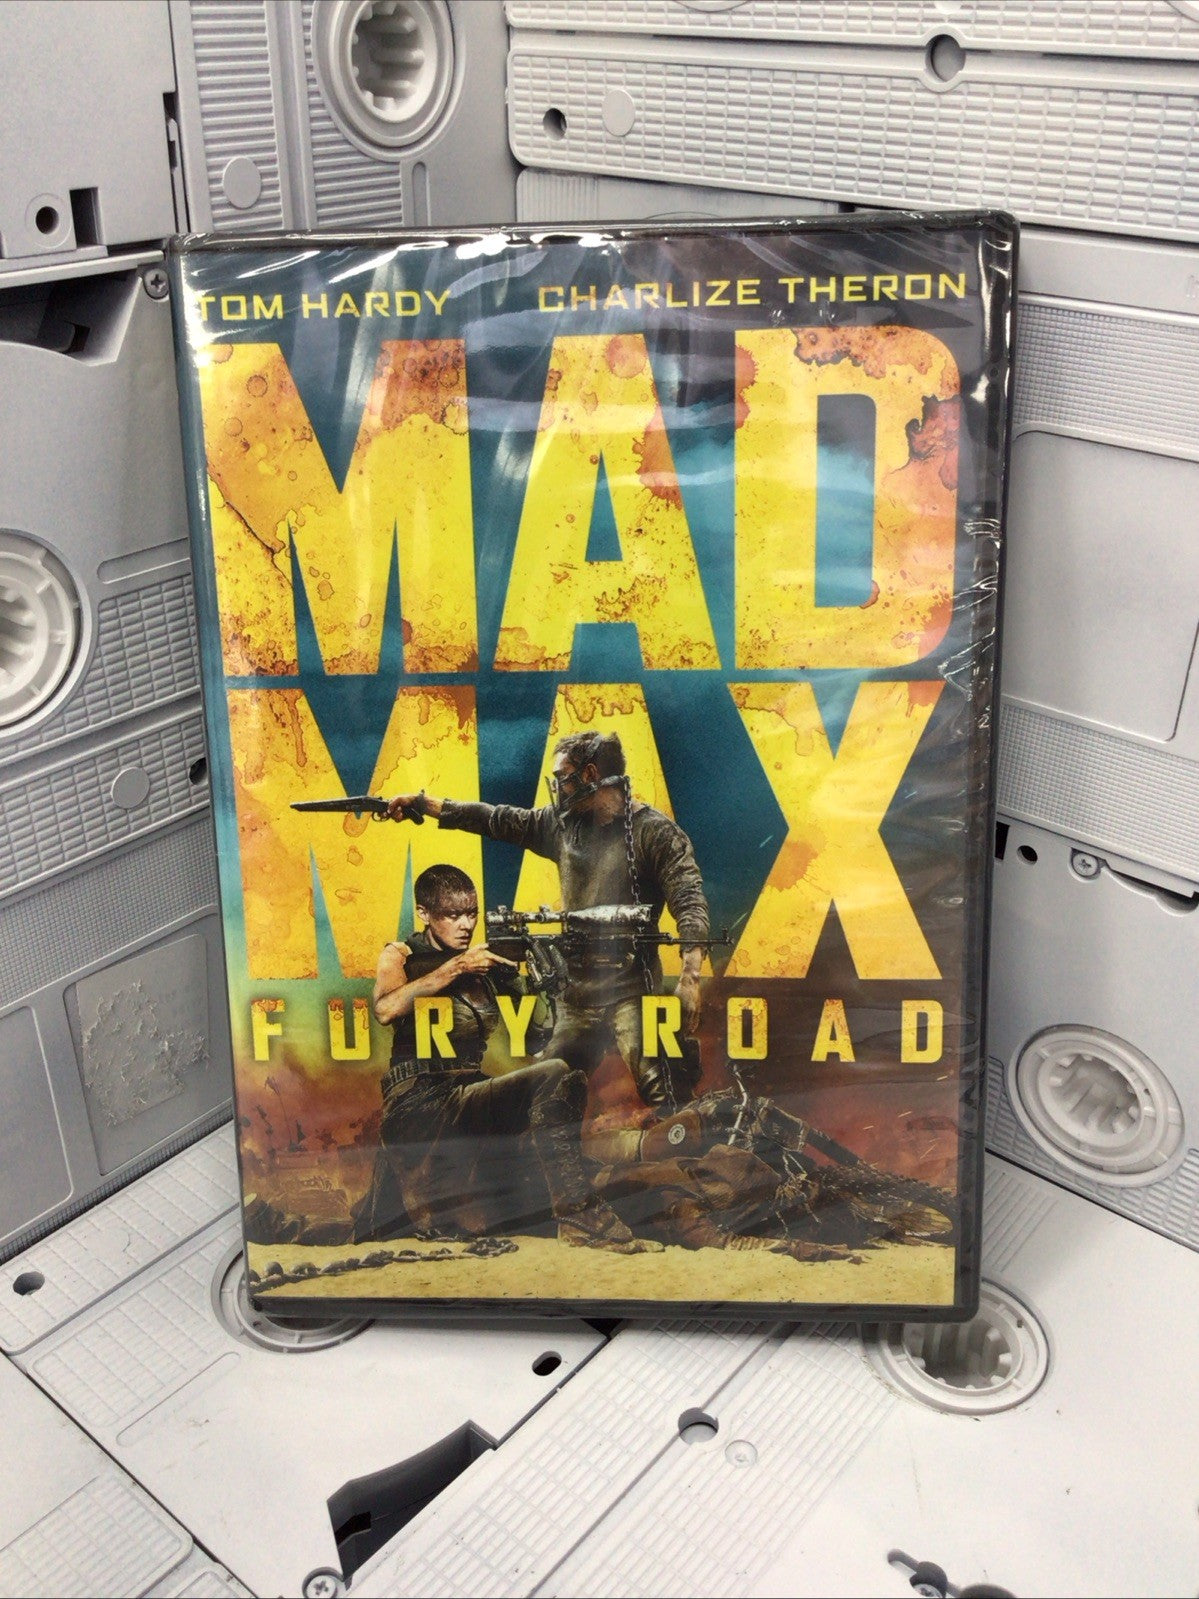 TOM HARDY CHARLIZE THERON
MAD
MAX
FURY ROAD